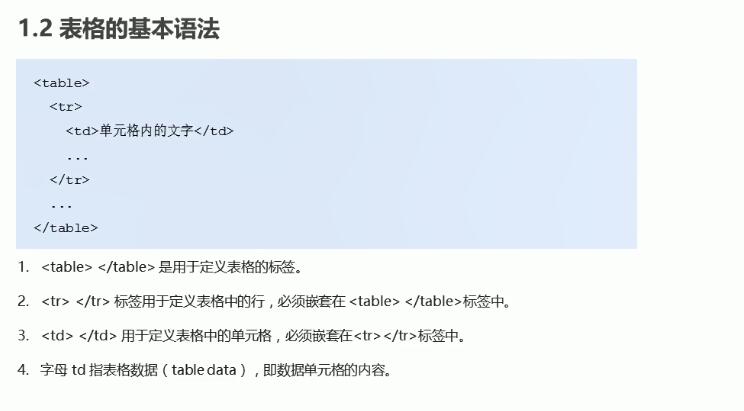 1.2 表格的基本语法
<table>
<tr>
<td>单元格内的文字</td>
...
</tr>
...
</table>
1. <table> </table> 是用于定义表格的标签。
2. <tr> </tr> 标签用于定义表格中的行，必须嵌套在 <table> </table>标签中。
3. <td> </td> 用于定义表格中的单元格，必须嵌套在<tr></tr>标签中。
4. 字母 td 指表格数据（table data），即数据单元格的内容。